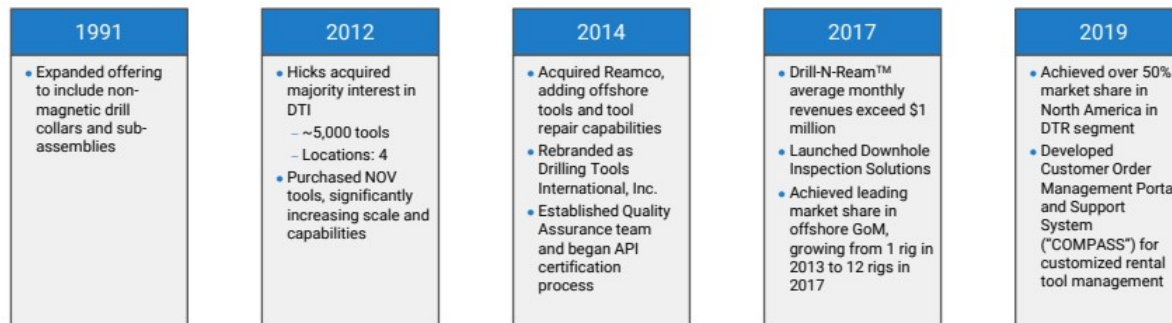 1991
• Expanded offering
to include non-
magnetic drill
collars and sub-
assemblies
2012
• Hicks acquired
majority interest in
DTI
– ~5,000 tools
– Locations: 4
• Purchased NOV
tools, significantly
increasing scale and
capabilities
2014
• Acquired Reamco,
adding offshore
tools and tool
repair capabilities
• Rebranded as
Drilling Tools
International, Inc.
• Established Quality
Assurance team
and began API
certification
process
2017
• Drill-N-Ream™
average monthly
revenues exceed $1
million
• Launched Downhole
Inspection Solutions
• Achieved leading
market share in
offshore GoM,
growing from 1 rig in
2013 to 12 rigs in
2017
2019
• Achieved over 50%
market share in
North America in
DTR segment
• Developed
Customer Order
Management Porta
and Support
System
("COMPASS") for
customized rental
tool management